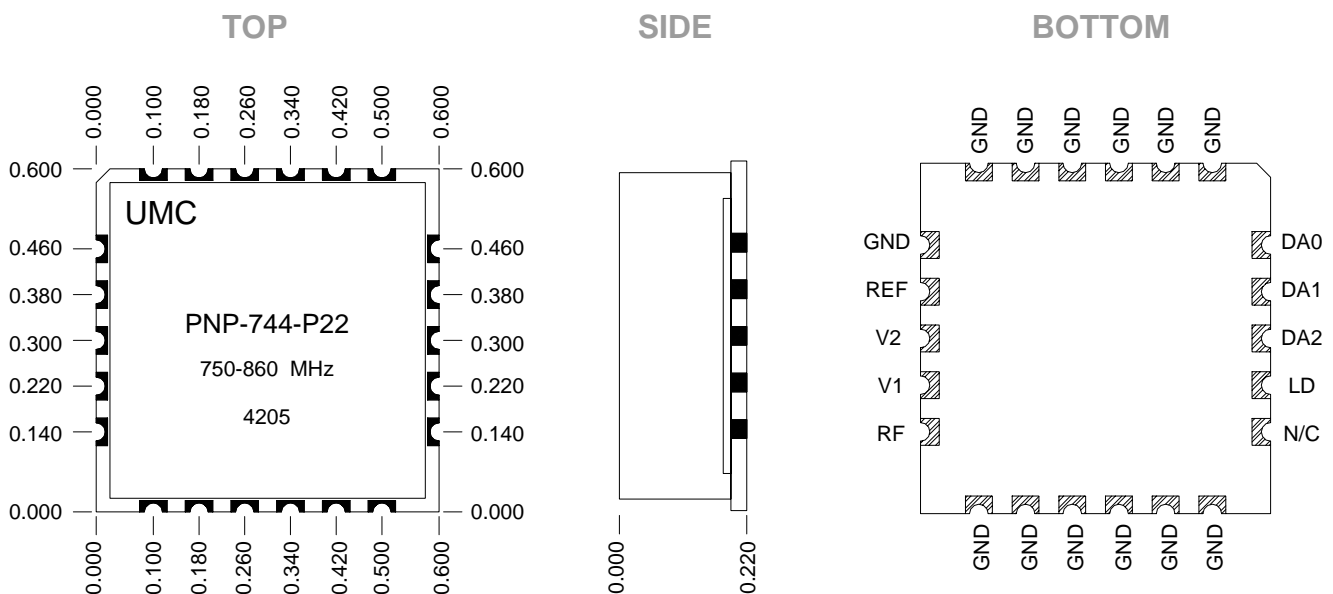 TOP
SIDE
BOTTOM
0.000
0.100
0.180
0.260
0.340
0.420
0.500
0.600
0.600
0.460
0.380
0.300
0.220
0.140
0.000
UMC
PNP-744-P22
750-860 MHz
4205
0.600
0.460
0.380
0.300
0.220
0.140
0.000
0.000
0.100
0.180
0.260
0.340
0.420
0.500
0.600
0.000
0.220
GND
GND
GND
GND
GND
GND
GND
REF
V2
V1
RF
DA0
DA1
DA2
LD
N/C
GND
GND
GND
GND
GND
GND